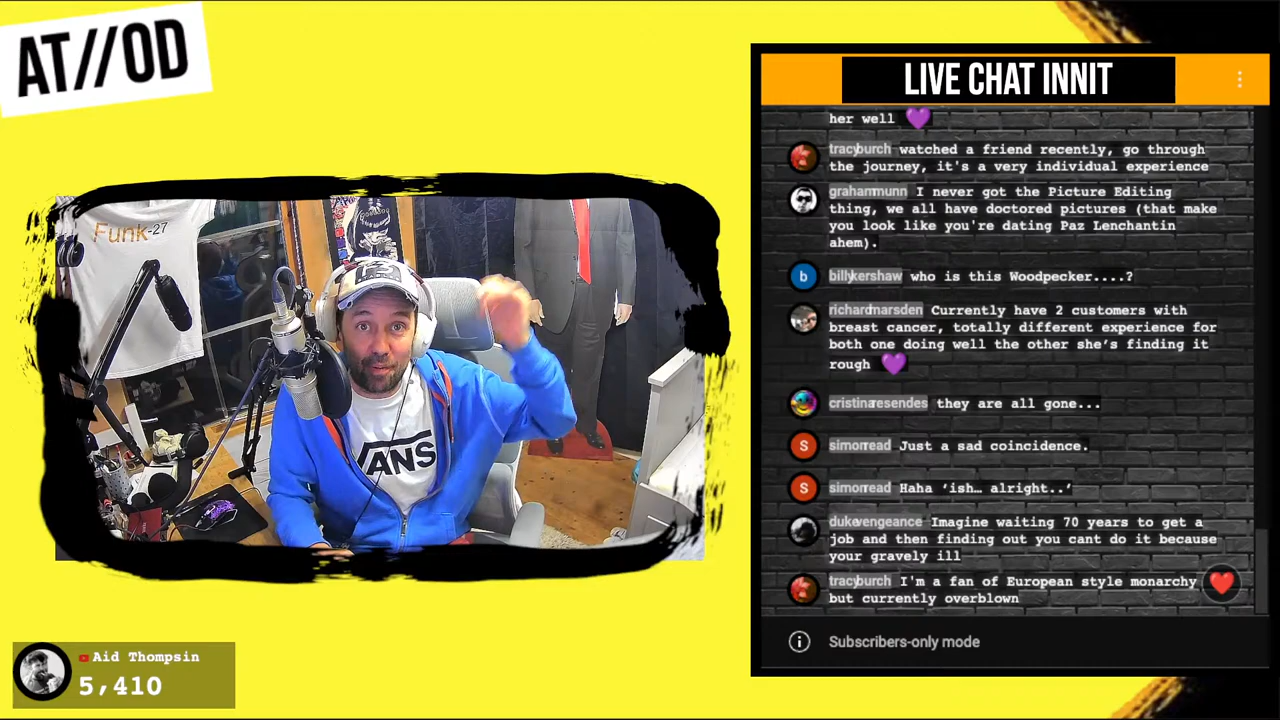 AT//OD
LIVE CHAT INNIT
her well 💜
tracyburch watched a friend recently, go through
the journey, it's a very individual experience
grahammunn I never got the Picture Editing
thing, we all have doctored pictures (that make
you look like you're dating Paz Lenchantin
ahem).
b billykershaw who is this Woodpecker....?
richardmarsden Currently have 2 customers with
breast cancer, totally different experience for
both one doing well the other she’s finding it
rough 💜
cristinaresendes they are all gone...
S simonread Just a sad coincidence.
S simonread Haha ‘ish… alright..‘
dukevengeance Imagine waiting 70 years to get a
job and then finding out you cant do it because
your gravely ill
tracyburch I'm a fan of European style monarchy
but currently overblown
Subscribers-only mode
Funk-27
VANS
Aid Thompsin
5,410